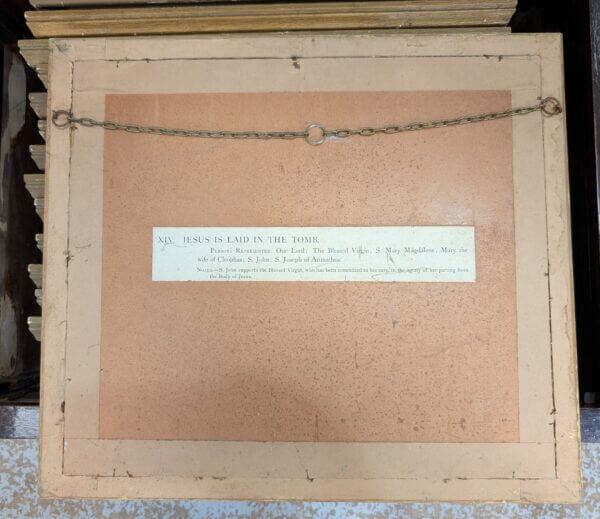 XIV. JESUS IS LAID IN THE TOMB.
Persons Represented. Our Lord; The Blessed Virgin; S. Mary Magdalene; Mary the
wife of Cleophas; S. John; S. Joseph of Arimathea.
Notes.—S. John supports the Blessed Virgin, who has been committed to his care, in the agony of her parting from
the Body of Jesus.